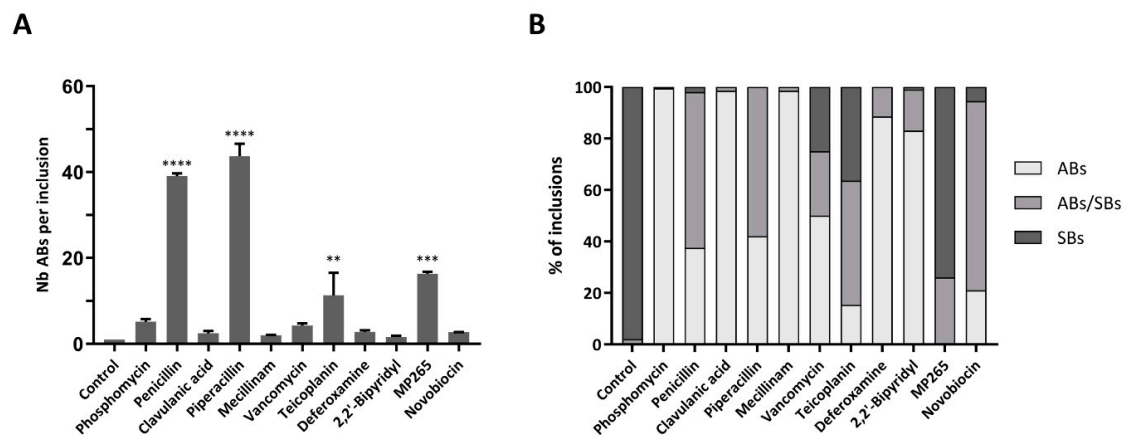 A
B
Nb ABs per inclusion
60
40
20
0
****
****
**
***
Control
Phosphomycin
Penicillin
Clavulanic acid
Piperacillin
Mecillinam
Vancomycin
Teicoplanin
Deferoxamine
2,2'-Bipyridyl
MP265
Novobiocin
% of inclusions
100
80
60
40
20
0
Control
Phosphomycin
Penicillin
Clavulanic acid
Piperacillin
Mecillinam
Vancomycin
Teicoplanin
Deferoxamine
2,2'-Bipyridyl
MP265
Novobiocin
ABs
ABs/SBs
SBs